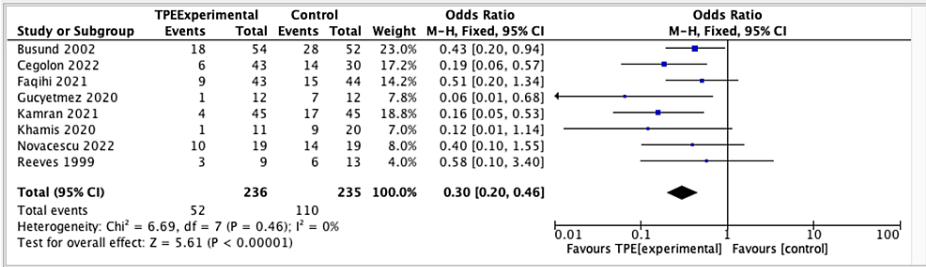 TPEExperimental Control Odds Ratio Odds Ratio
Study or Subgroup Events Total Events Total Weight M-H, Fixed, 95% CI M-H, Fixed, 95% CI
Busund 2002 18 54 28 52 23.0% 0.43 [0.20, 0.94]
Cegolon 2022 6 43 14 30 17.2% 0.19 [0.06, 0.57]
Faqihi 2021 9 43 15 44 14.4% 0.51 [0.20, 1.34]
Gucyetmez 2020 1 12 7 12 7.8% 0.06 [0.01, 0.68]
Kamran 2021 4 45 17 45 18.8% 0.16 [0.05, 0.53]
Khamis 2020 1 11 9 20 7.0% 0.12 [0.01, 1.14]
Novacescu 2022 10 19 14 19 8.0% 0.40 [0.10, 1.55]
Reeves 1999 3 9 6 13 4.0% 0.58 [0.10, 3.40]
Total (95% CI) 236 235 100.0% 0.30 [0.20, 0.46]
Total events 52 110
Heterogeneity: Chi² = 6.69, df = 7 (P = 0.46); I² = 0%
Test for overall effect: Z = 5.61 (P < 0.00001)
0.01 0.1 1 10 100
Favours TPE[experimental] Favours [control]